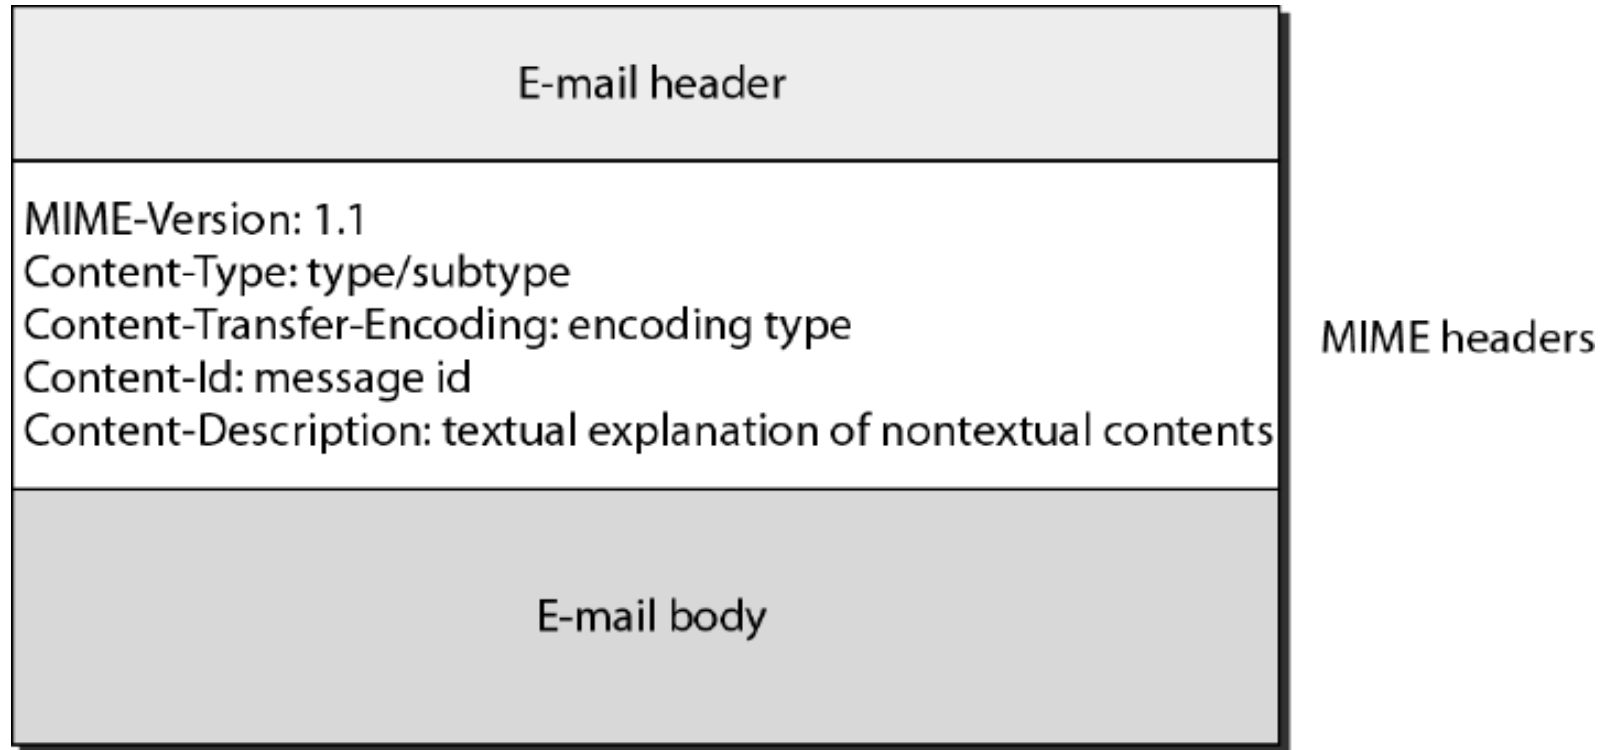 E-mail header
MIME-Version: 1.1
Content-Type: type/subtype
Content-Transfer-Encoding: encoding type
Content-Id: message id
Content-Description: textual explanation of nontextual contents
MIME headers
E-mail body